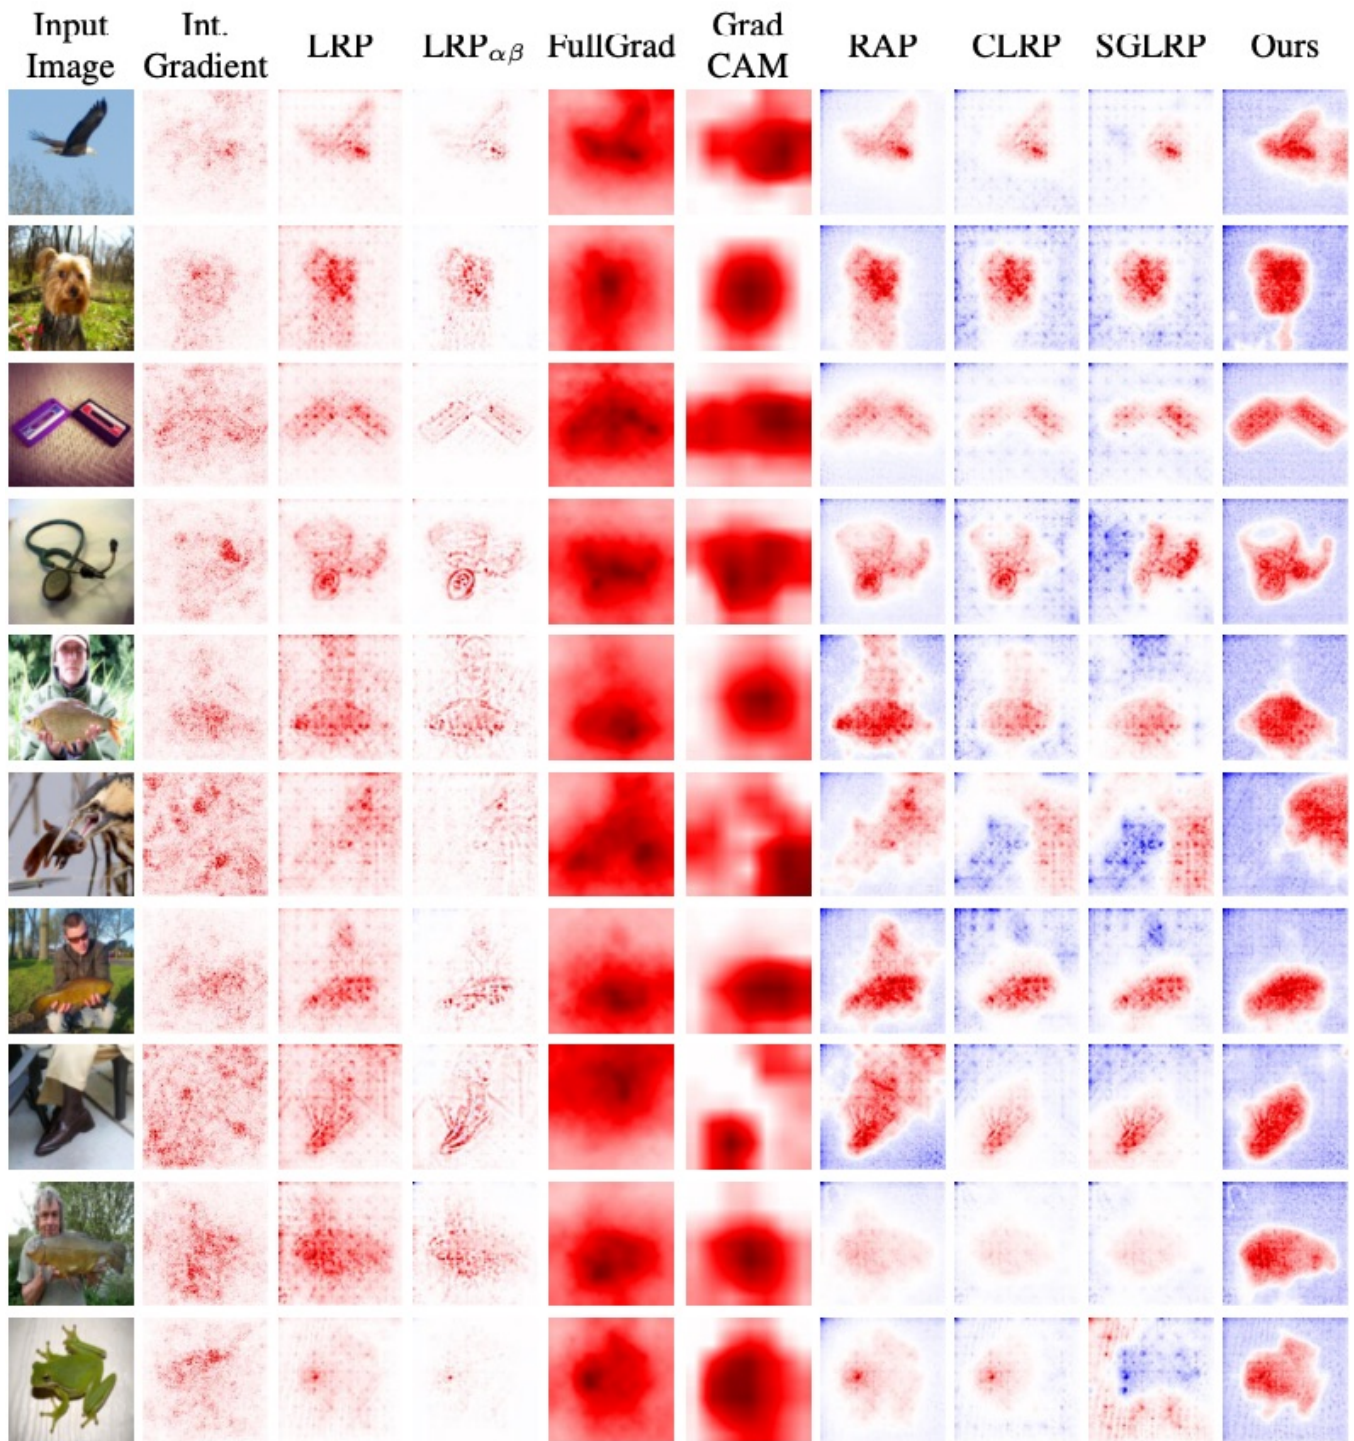 Input Image
Int. Gradient
LRP
LRPαβ
FullGrad
Grad CAM
RAP
CLRP
SGLRP
Ours